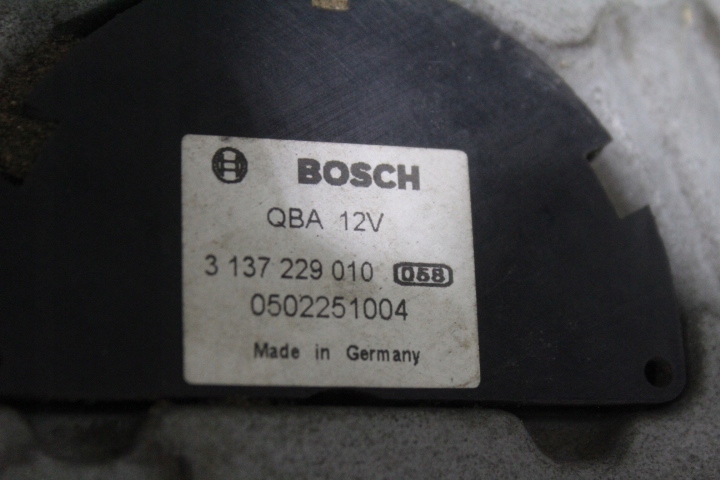 BOSCH
QBA 12V
3 137 229 010 058
0502251004
Made in Germany